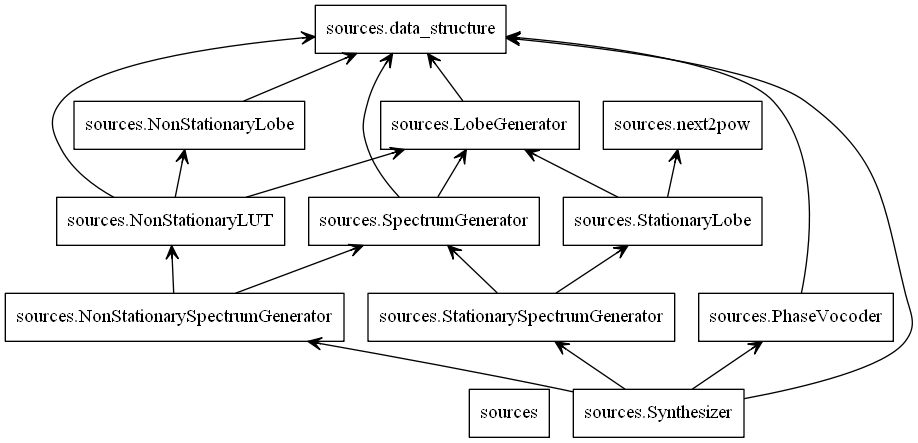 sources.data_structure
sources.NonStationaryLobe
sources.LobeGenerator
sources.next2pow
sources.NonStationaryLUT
sources.SpectrumGenerator
sources.StationaryLobe
sources.NonStationarySpectrumGenerator
sources.StationarySpectrumGenerator
sources.PhaseVocoder
sources
sources.Synthesizer